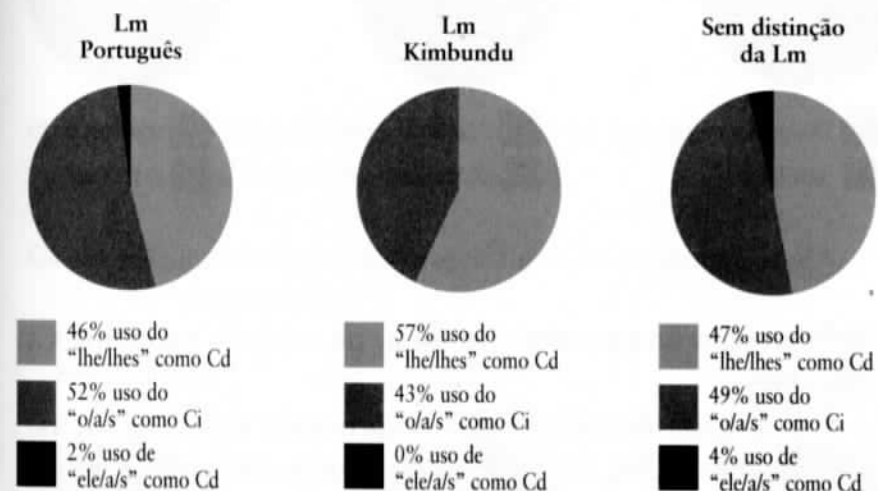 Lm
Português
46% uso do
“lhe/lhes” como Cd
52% uso do
“o/a/s” como Ci
2% uso de
“ele/a/s” como Cd
Lm
Kimbundu
57% uso do
“lhe/lhes” como Cd
43% uso do
“o/a/s” como Ci
0% uso de
“ele/a/s” como Cd
Sem distinção
da Lm
47% uso do
“lhe/lhes” como Cd
49% uso do
“o/a/s” como Ci
4% uso de
“ele/a/s” como Cd